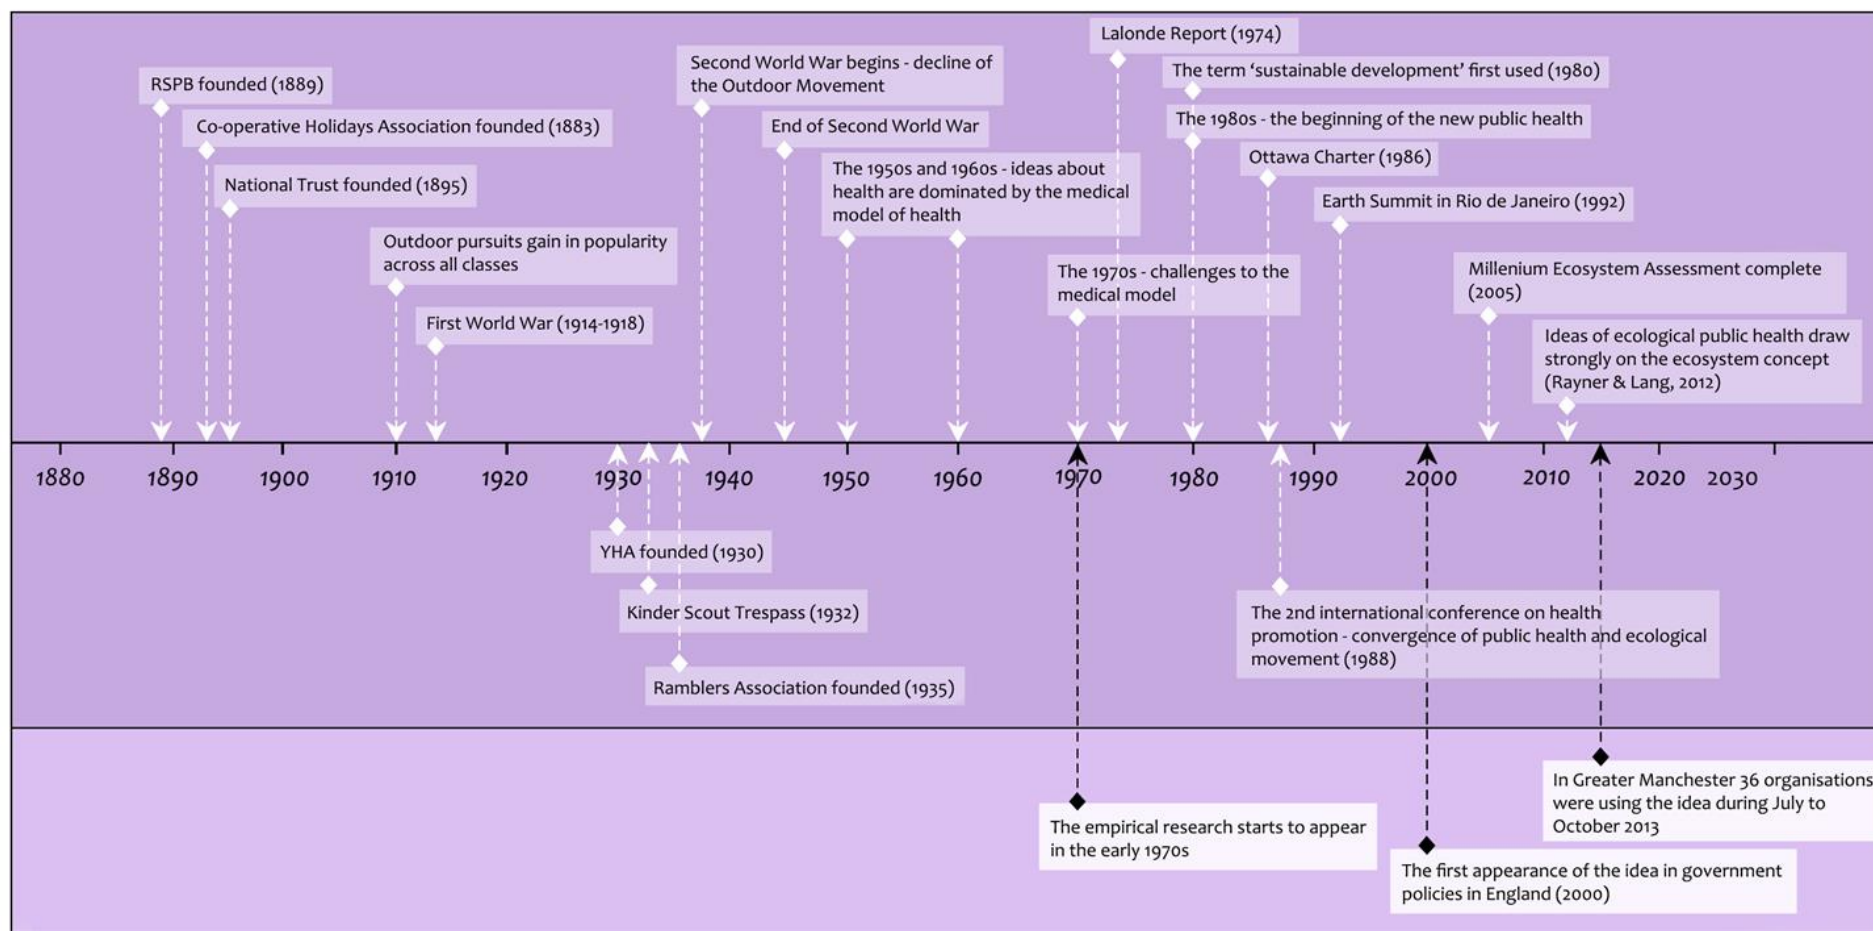 Lalonde Report (1974)
Second World War begins - decline of
the Outdoor Movement
The term ‘sustainable development’ first used (1980)
RSPB founded (1889)
The 1980s - the beginning of the new public health
Co-operative Holidays Association founded (1883)
End of Second World War
Ottawa Charter (1986)
The 1950s and 1960s - ideas about
health are dominated by the medical
model of health
National Trust founded (1895)
Earth Summit in Rio de Janeiro (1992)
Outdoor pursuits gain in popularity
across all classes
The 1970s - challenges to the
medical model
Millenium Ecosystem Assessment complete
(2005)
First World War (1914-1918)
Ideas of ecological public health draw
strongly on the ecosystem concept
(Rayner & Lang, 2012)
1880 1890 1900 1910 1920 1930 1940 1950 1960 1970 1980 1990 2000 2010 2020 2030
YHA founded (1930)
Kinder Scout Trespass (1932)
The 2nd international conference on health
promotion - convergence of public health and ecological
movement (1988)
Ramblers Association founded (1935)
In Greater Manchester 36 organisations
were using the idea during July to
October 2013
The empirical research starts to appear
in the early 1970s
The first appearance of the idea in government
policies in England (2000)